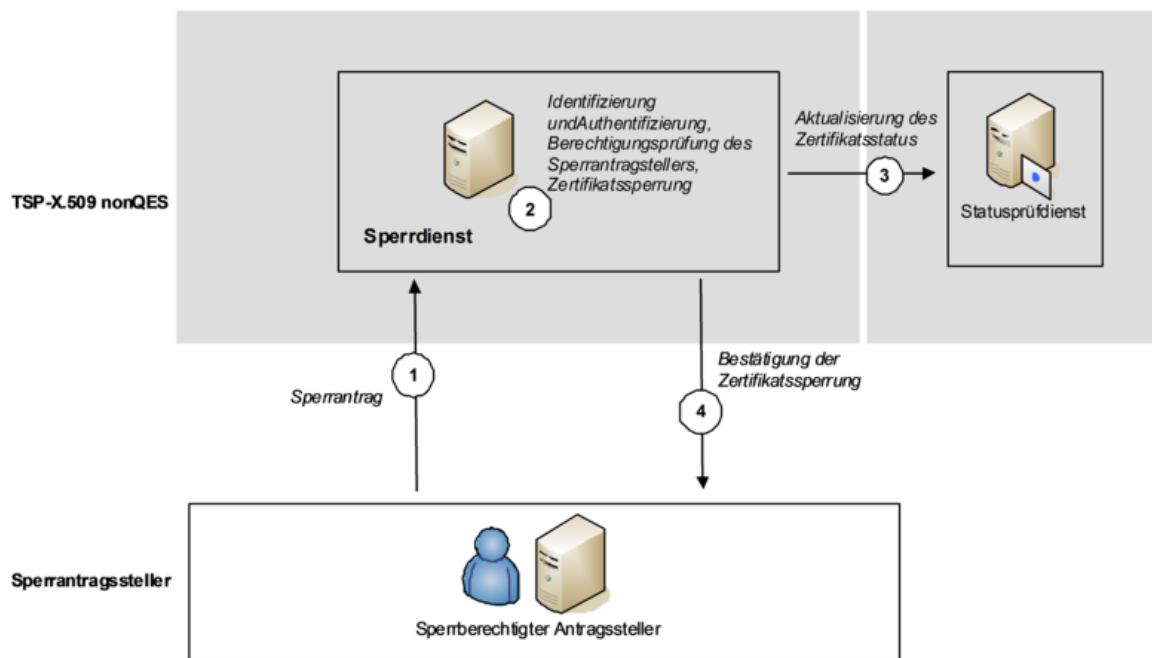 Identifizierung
undAuthentifizierung,
Berechtigungsprüfung des
Sperrantragstellers,
Zertifikatssperrung
2
Sperrdienst
Aktualisierung des
Zertifikatsstatus
3
Statusprüfdienst
TSP-X.509 nonQES
1
Sperrantrag
Bestätigung der
Zertifikatssperrung
4
Sperrantragssteller
Sperrberechtigter Antragssteller